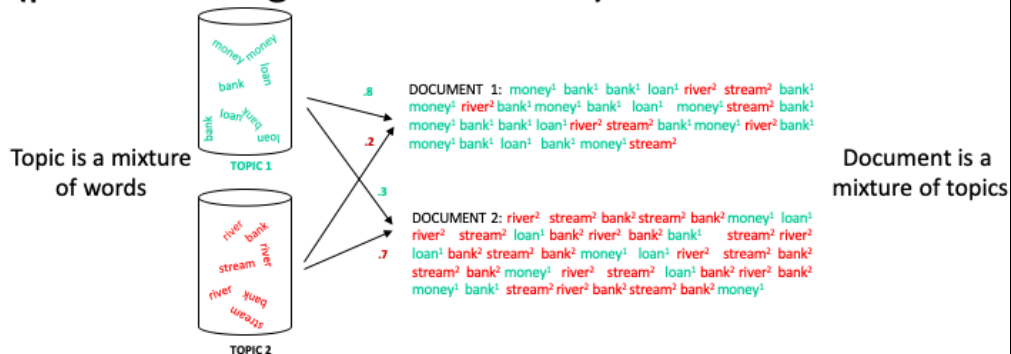 money money
loan
bank
loan bank
bank
loan
TOPIC 1
Topic is a mixture
of words
river bank
river
stream
river
bank
stream
TOPIC 2
.8
.2
.3
.7
DOCUMENT 1: money¹ bank¹ bank¹ loan¹ river² stream² bank¹
money¹ river² bank¹ money¹ bank¹ loan¹ money¹ stream² bank¹
money¹ bank¹ bank¹ loan¹ river² stream² bank¹ money¹ river² bank¹
money¹ bank¹ loan¹ bank¹ money¹ stream²
DOCUMENT 2: river² stream² bank² stream² bank² money¹ loan¹
river² stream² loan¹ bank² river² bank² bank¹ stream² river²
loan¹ bank² stream² bank² money¹ loan¹ river² stream² bank²
stream² bank² money¹ river² stream² loan¹ bank² river² bank²
money¹ bank¹ stream² river² bank² stream² bank² money¹
Document is a
mixture of topics